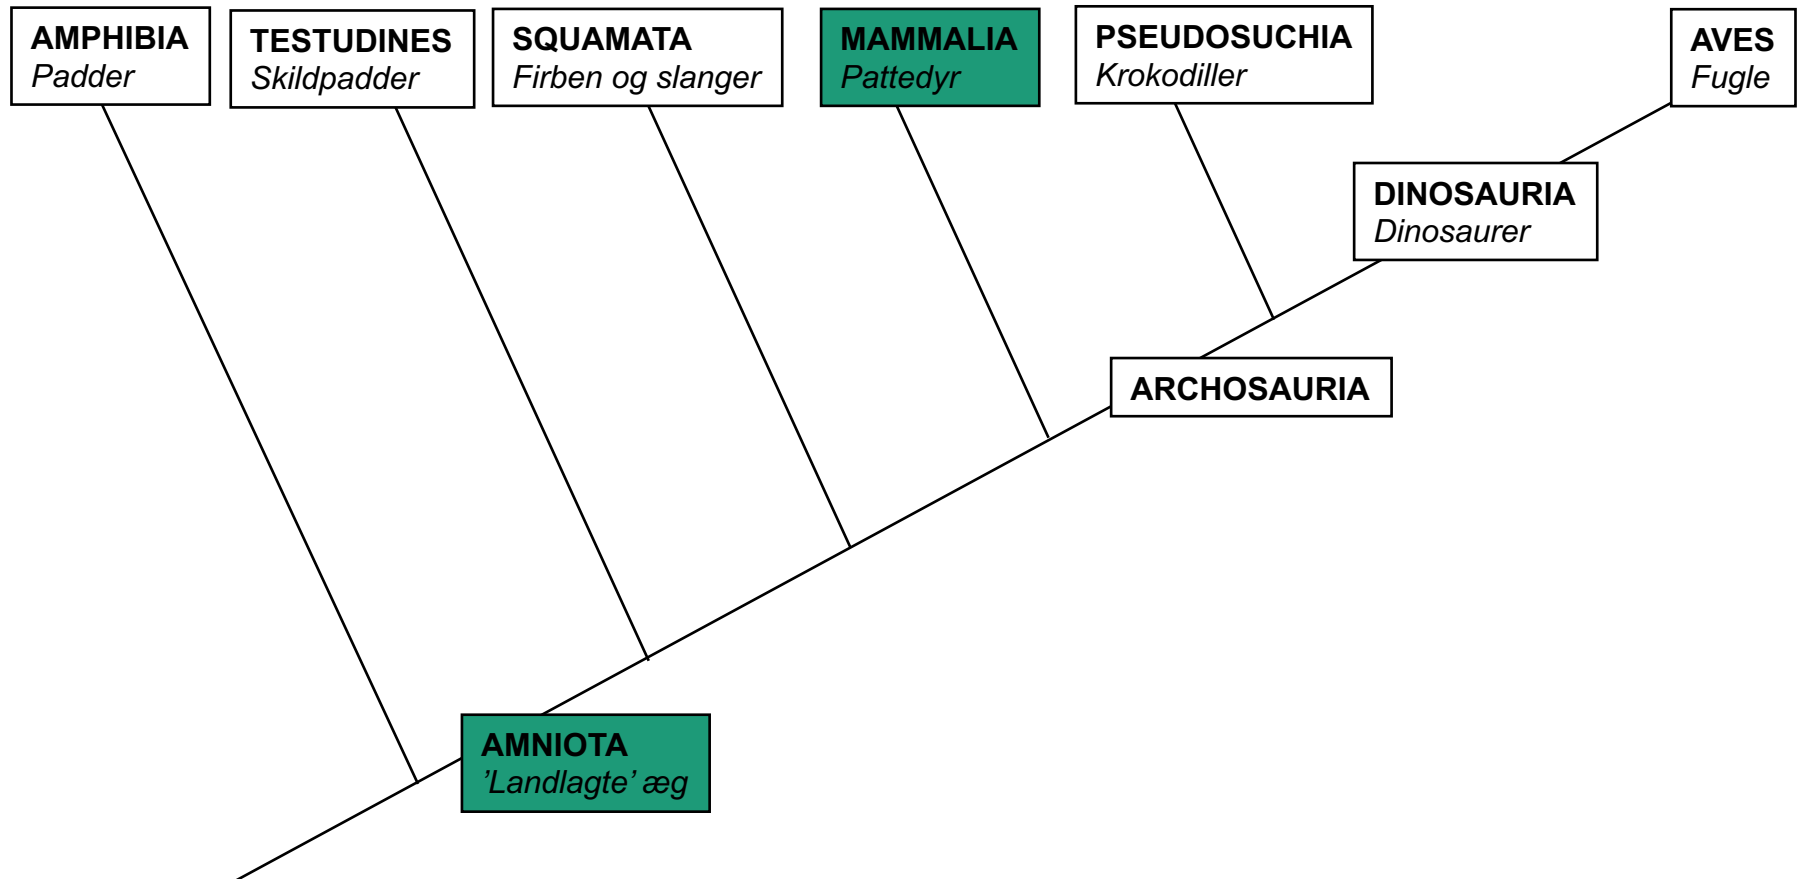 AMPHIBIA
Padder
TESTUDINES
Skildpadder
SQUAMATA
Firben og slanger
MAMMALIA
Pattedyr
PSEUDOSUCHIA
Krokodiller
AVES
Fugle
DINOSAURIA
Dinosaurer
ARCHOSAURIA
AMNIOTA
’Landlagte’ æg